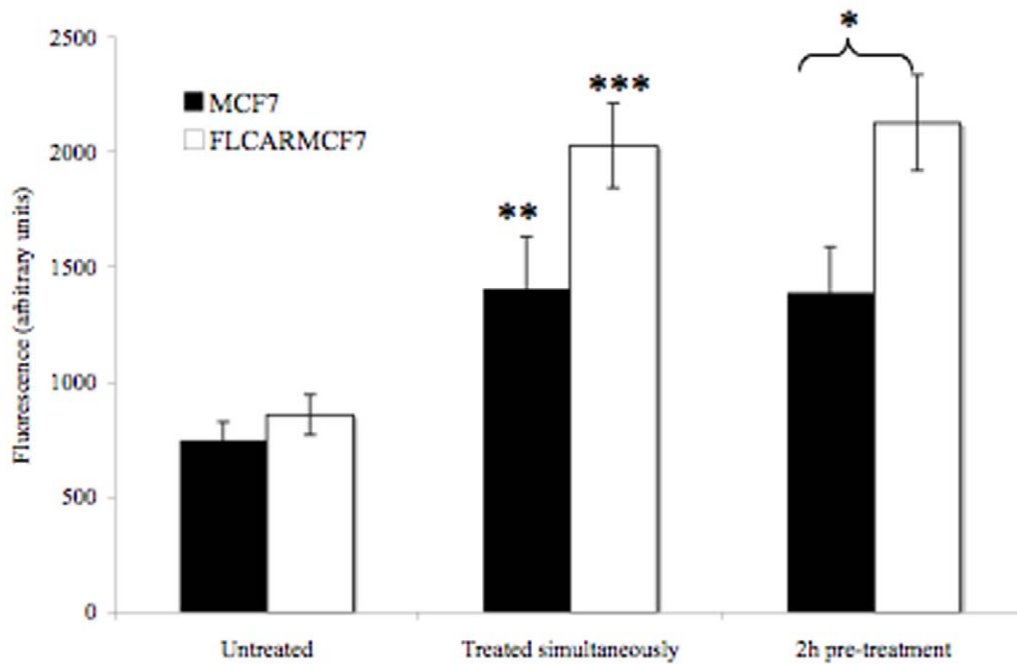 *
2500
***
MCF7
FLCARMCF7
2000
**
1500
1000
500
0
Fluorescence (arbitrary units)
Untreated
Treated simultaneously
2h pre-treatment